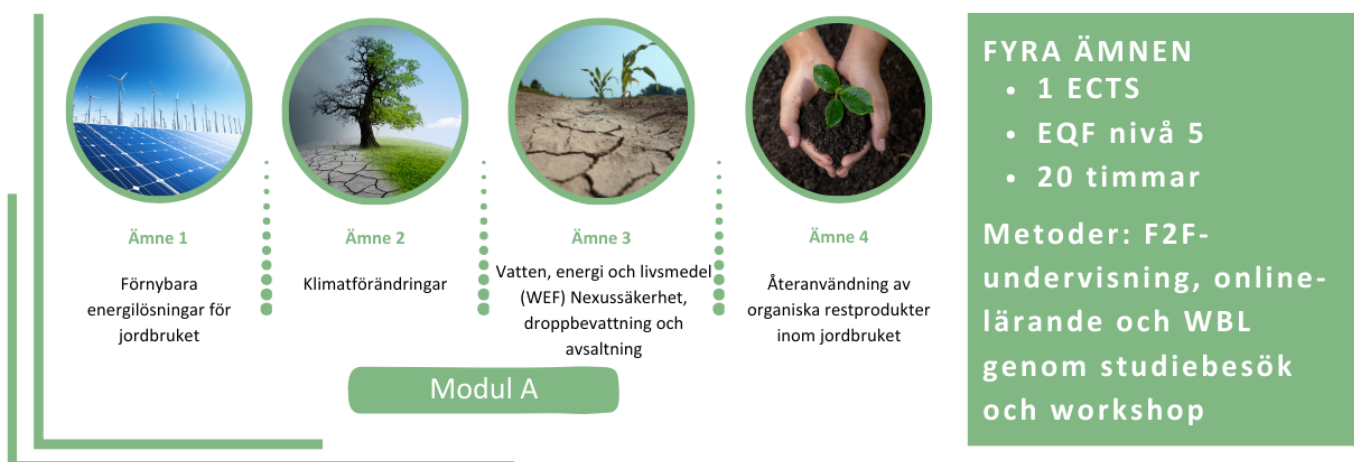 Ämne 1
Förnybara
energilösningar för
jordbruket
Ämne 2
Klimatförändringar
Ämne 3
Vatten, energi och livsmedel
(WEF) Nexussäkerhet,
droppbevattning och
avsaltning
Ämne 4
Återanvändning av
organiska restprodukter
inom jordbruket
Modul A
FYRA ÄMNEN
• 1 ECTS
• EQF nivå 5
• 20 timmar
Metoder: F2F-
undervisning, online-
lärande och WBL
genom studiebesök
och workshop